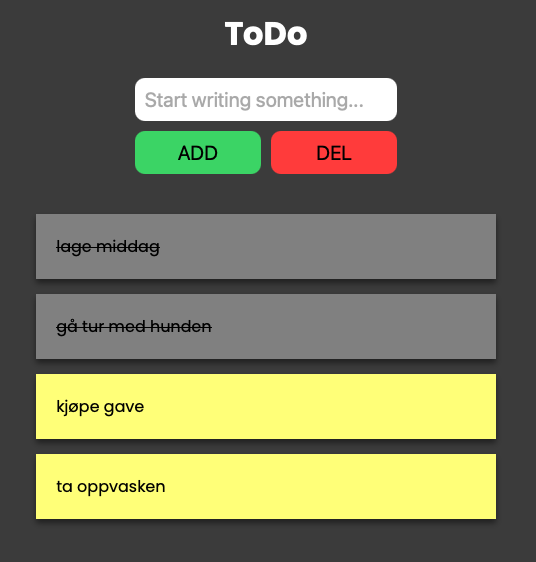 ToDo
Start writing something...
ADD DEL
lage middag
gå tur med hunden
kjøpe gave
ta oppvasken